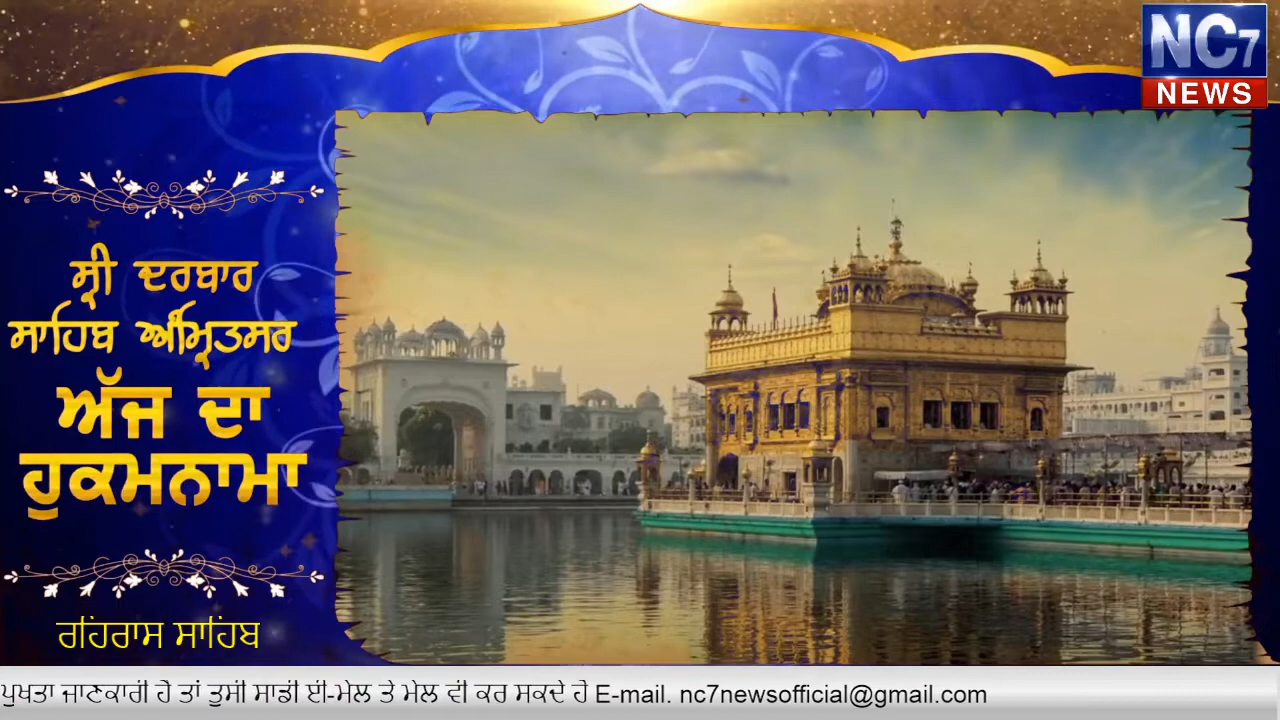 NC7
NEWS
ਸ੍ਰੀ ਦਰਬਾਰ
ਸਾਹਿਬ ਅੰਮ੍ਰਿਤਸਰ
ਅੱਜ ਦਾ
ਹੁਕਮਨਾਮਾ
ਰਹਿਰਾਸ ਸਾਹਿਬ
ਪੁਖਤਾ ਜਾਣਕਾਰੀ ਹੈ ਤਾਂ ਤੁਸੀ ਸਾਡੀ ਈ-ਮੇਲ ਤੇ ਮੇਲ ਵੀ ਕਰ ਸਕਦੇ ਹੋ E-mail. nc7newsofficial@gmail.com